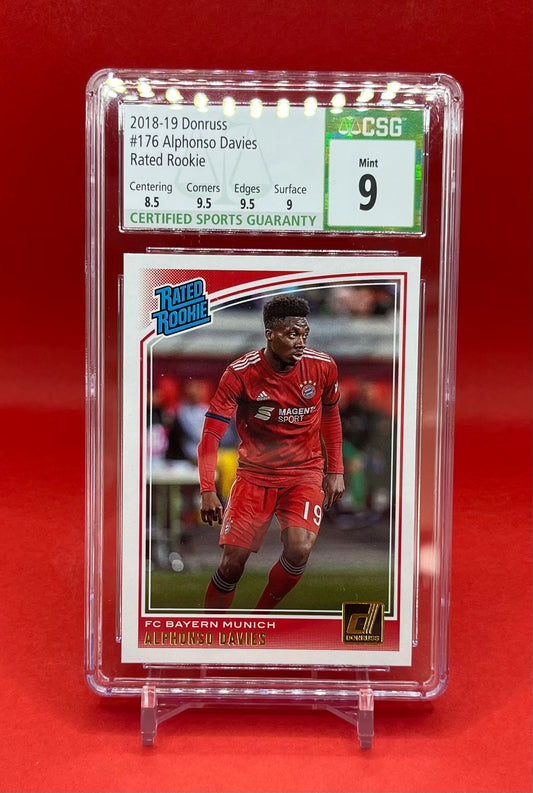 2018-19 Donruss
#176 Alphonso Davies
Rated Rookie
Centering Corners Edges Surface
8.5 9.5 9.5 9
CERTIFIED SPORTS GUARANTY
CSG
Mint
9
RATED
ROOKIE
adidas
MAGENTA
SPORT
19
FC BAYERN MUNICH
ALPHONSO DAVIES
DONRUSS